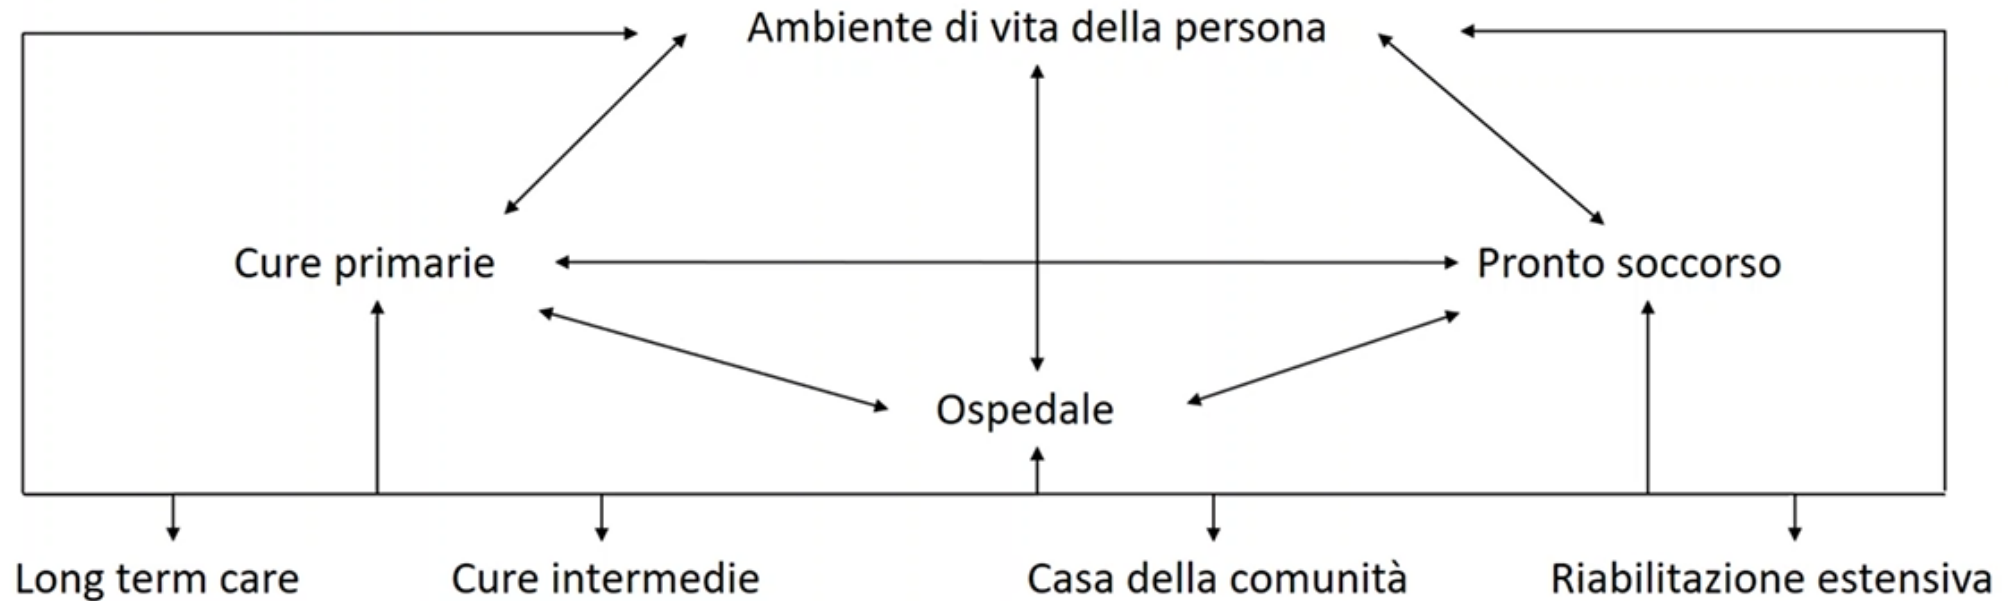 Ambiente di vita della persona
Cure primarie
Pronto soccorso
Ospedale
Long term care
Cure intermedie
Casa della comunità
Riabilitazione estensiva